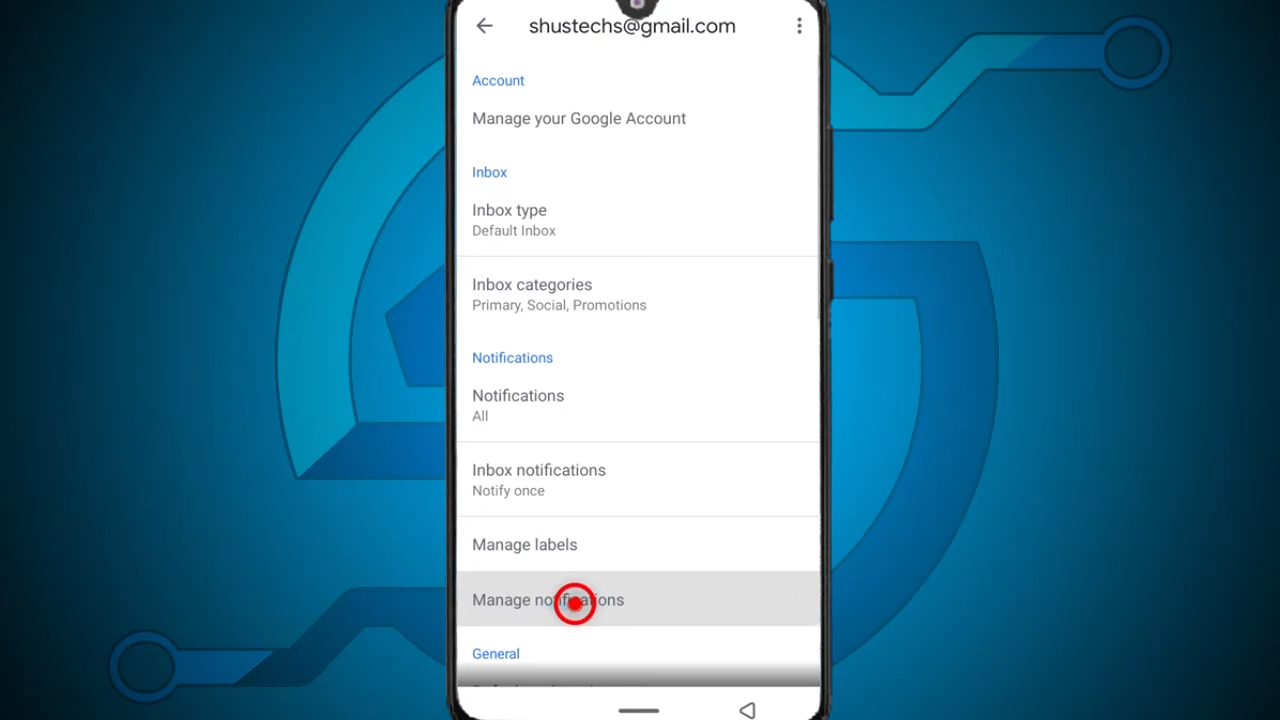 shustechs@gmail.com
Account
Manage your Google Account
Inbox
Inbox type
Default Inbox
Inbox categories
Primary, Social, Promotions
Notifications
Notifications
All
Inbox notifications
Notify once
Manage labels
Manage notifications
General